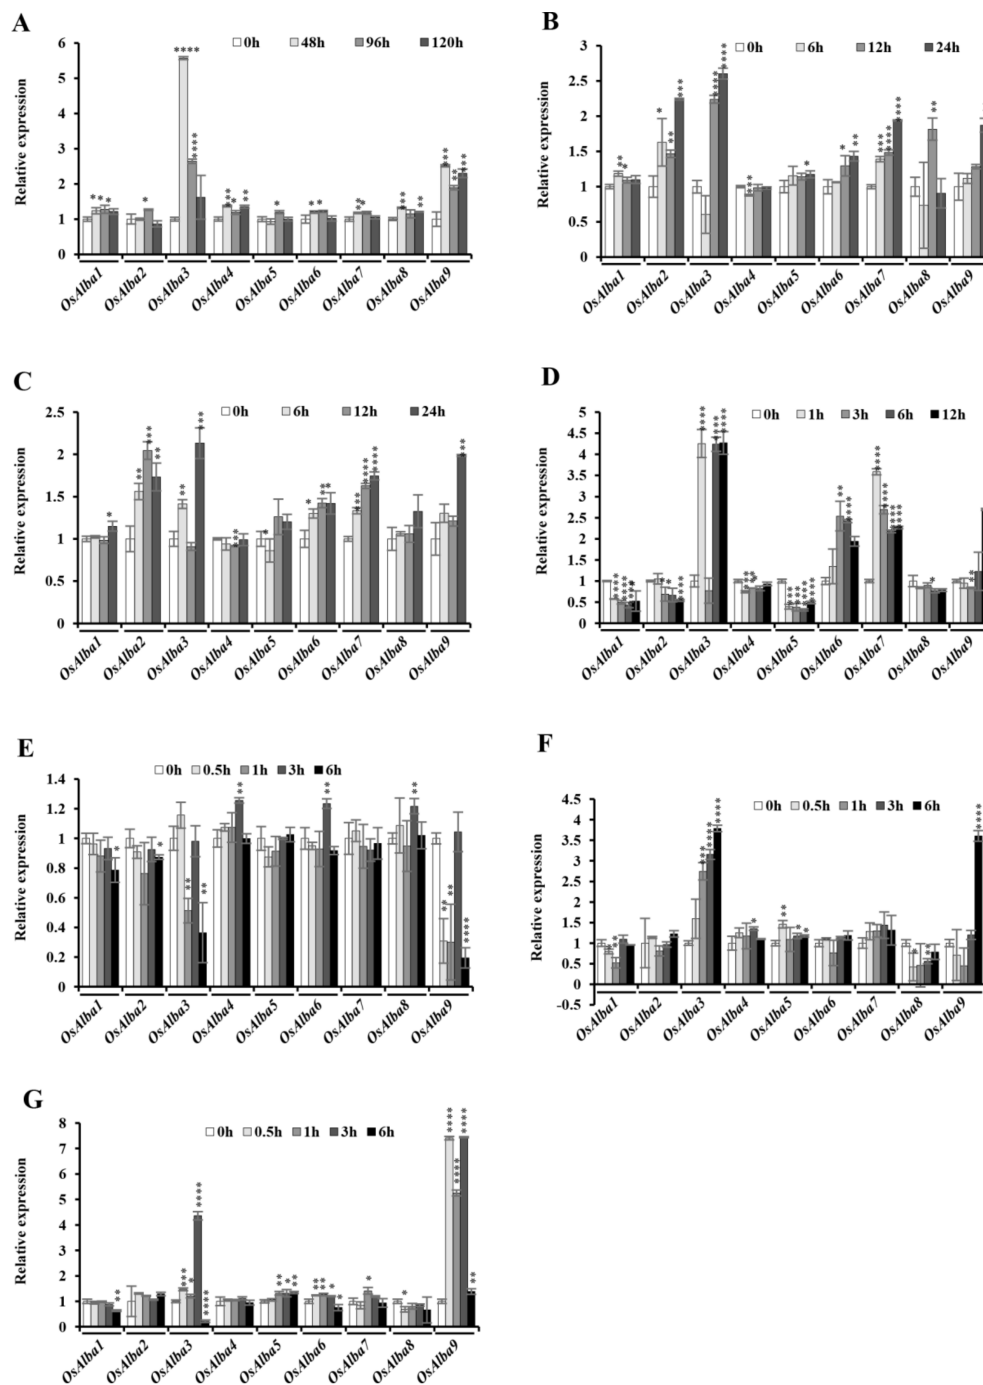 A
0h 48h 96h 120h
Relative expression
6
5
4
3
2
1
0
**** **** * * * * *** * ** * * * ** * *** ** *** *** ***
OsAlba1 OsAlba2 OsAlba3 OsAlba4 OsAlba5 OsAlba6 OsAlba7 OsAlba8 OsAlba9
B
0h 6h 12h 24h
Relative expression
3
2.5
2
1.5
1
0.5
0
OsAlba1 OsAlba2 OsAlba3 OsAlba4 OsAlba5 OsAlba6 OsAlba7 OsAlba8 OsAlba9
C
0h 6h 12h 24h
Relative expression
2.5
2
1.5
1
0.5
0
OsAlba1 OsAlba2 OsAlba3 OsAlba4 OsAlba5 OsAlba6 OsAlba7 OsAlba8 OsAlba9
D
0h 1h 3h 6h 12h
Relative expression
5
4.5
4
3.5
3
2.5
2
1.5
1
0.5
0
OsAlba1 OsAlba2 OsAlba3 OsAlba4 OsAlba5 OsAlba6 OsAlba7 OsAlba8 OsAlba9
E
0h 0.5h 1h 3h 6h
Relative expression
1.4
1.2
1
0.8
0.6
0.4
0.2
0
OsAlba1 OsAlba2 OsAlba3 OsAlba4 OsAlba5 OsAlba6 OsAlba7 OsAlba8 OsAlba9
F
0h 0.5h 1h 3h 6h
Relative expression
4.5
4
3.5
3
2.5
2
1.5
1
0.5
0
-0.5
OsAlba1 OsAlba2 OsAlba3 OsAlba4 OsAlba5 OsAlba6 OsAlba7 OsAlba8 OsAlba9
G
0h 0.5h 1h 3h 6h
Relative expression
8
7
6
5
4
3
2
1
0
OsAlba1 OsAlba2 OsAlba3 OsAlba4 OsAlba5 OsAlba6 OsAlba7 OsAlba8 OsAlba9